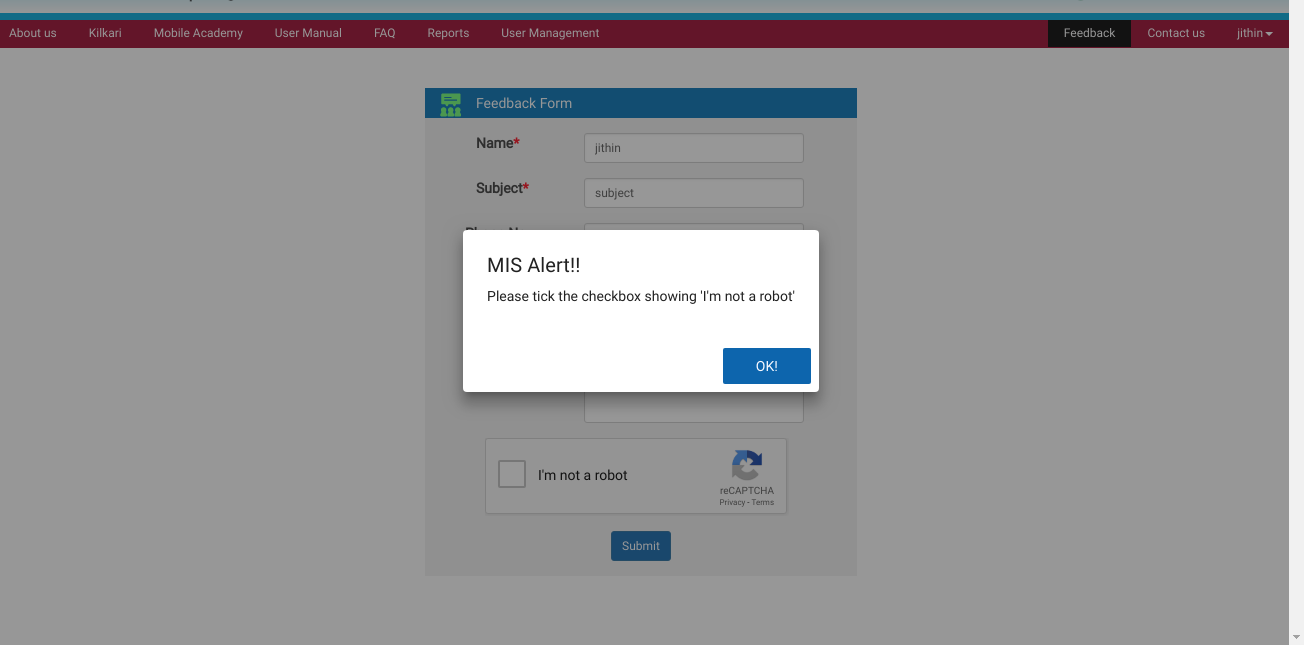 About us Kilkari Mobile Academy User Manual FAQ Reports User Management Feedback Contact us jithin
Feedback Form
Name*
jithin
Subject*
subject
MIS Alert!!
Please tick the checkbox showing 'I'm not a robot'
OK!
I'm not a robot
reCAPTCHA
Privacy - Terms
Submit